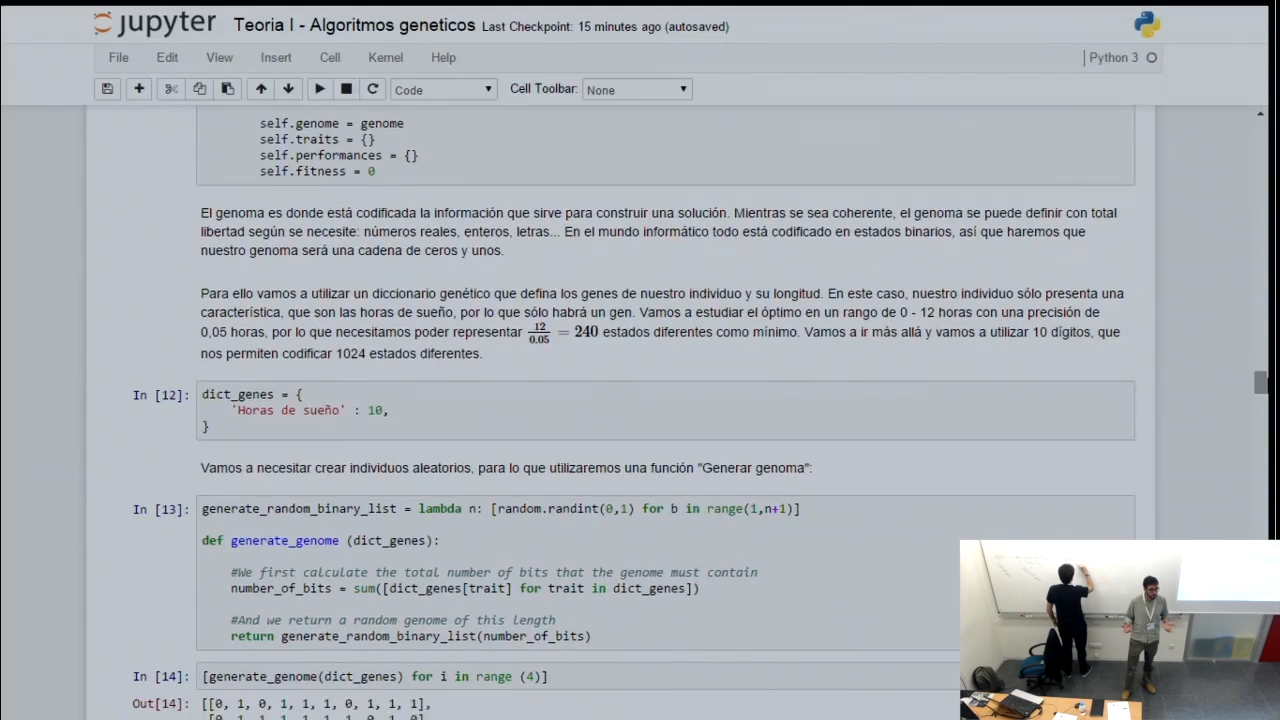 jupyter Teoria I - Algoritmos geneticos Last Checkpoint: 15 minutes ago (autosaved)
File Edit View Insert Cell Kernel Help Python 3
Code Cell Toolbar: None
self.genome = genome
self.traits = {}
self.performances = {}
self.fitness = 0
El genoma es donde está codificada la información que sirve para construir una solución. Mientras se sea coherente, el genoma se puede definir con total
libertad según se necesite: números reales, enteros, letras... En el mundo informático todo está codificado en estados binarios, así que haremos que
nuestro genoma será una cadena de ceros y unos.
Para ello vamos a utilizar un diccionario genético que defina los genes de nuestro individuo y su longitud. En este caso, nuestro individuo sólo presenta una
característica, que son las horas de sueño, por lo que sólo habrá un gen. Vamos a estudiar el óptimo en un rango de 0 - 12 horas con una precisión de
0,05 horas, por lo que necesitamos poder representar 12/0.05 = 240 estados diferentes como mínimo. Vamos a ir más allá y vamos a utilizar 10 dígitos, que
nos permiten codificar 1024 estados diferentes.
In [12]: dict_genes = {
'Horas de sueño' : 10,
}
Vamos a necesitar crear individuos aleatorios, para lo que utilizaremos una función "Generar genoma":
In [13]: generate_random_binary_list = lambda n: [random.randint(0,1) for b in range(1,n+1)]
def generate_genome (dict_genes):
#We first calculate the total number of bits that the genome must contain
number_of_bits = sum([dict_genes[trait] for trait in dict_genes])
#And we return a random genome of this length
return generate_random_binary_list(number_of_bits)
In [14]: [generate_genome(dict_genes) for i in range (4)]
Out[14]: [[0, 1, 0, 1, 1, 1, 0, 1, 1, 1],